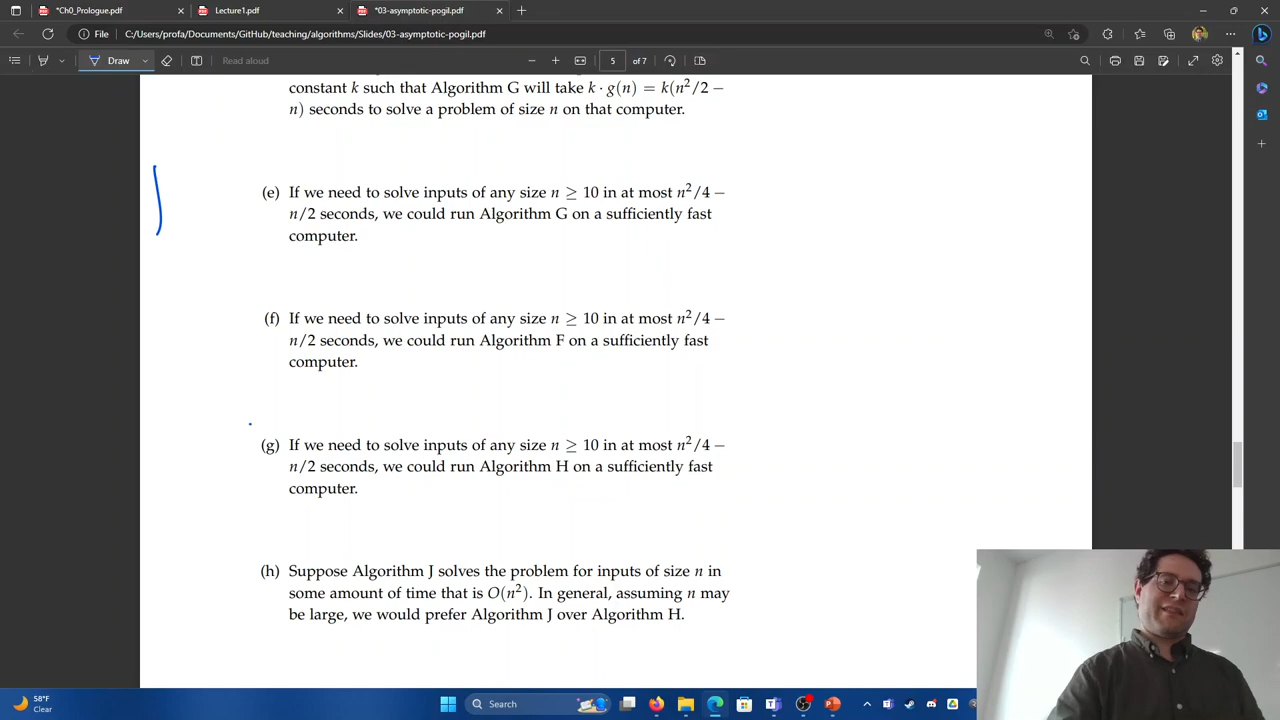 *Ch0_Prologue.pdf
Lecture1.pdf
*03-asymptotic-pogil.pdf
File
C:/Users/profa/Documents/GitHub/teaching/algorithms/Slides/03-asymptotic-pogil.pdf
Draw
Read aloud
5 of 7
constant k such that Algorithm G will take k · g(n) = k(n²/2 −
n) seconds to solve a problem of size n on that computer.
(e) If we need to solve inputs of any size n ≥ 10 in at most n²/4 −
n/2 seconds, we could run Algorithm G on a sufficiently fast
computer.
(f) If we need to solve inputs of any size n ≥ 10 in at most n²/4 −
n/2 seconds, we could run Algorithm F on a sufficiently fast
computer.
(g) If we need to solve inputs of any size n ≥ 10 in at most n²/4 −
n/2 seconds, we could run Algorithm H on a sufficiently fast
computer.
(h) Suppose Algorithm J solves the problem for inputs of size n in
some amount of time that is O(n²). In general, assuming n may
be large, we would prefer Algorithm J over Algorithm H.
58°F
Clear
Search